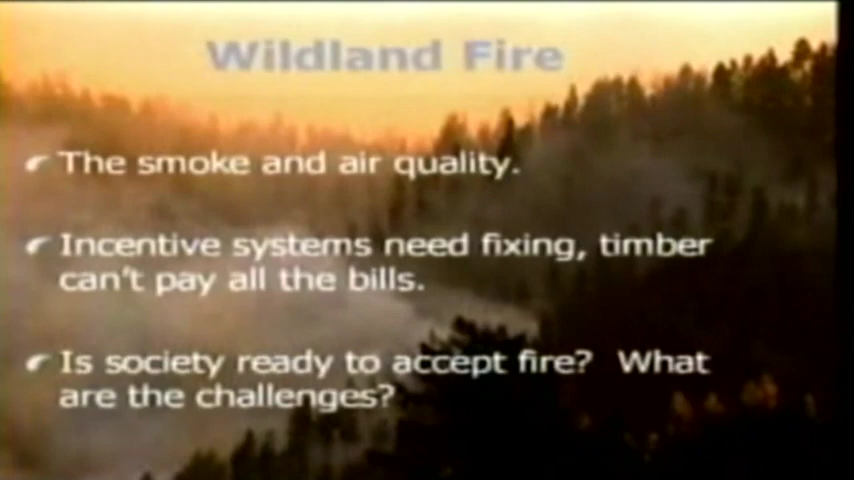 Wildland Fire
The smoke and air quality.
Incentive systems need fixing, timber
can't pay all the bills.
Is society ready to accept fire?  What
are the challenges?